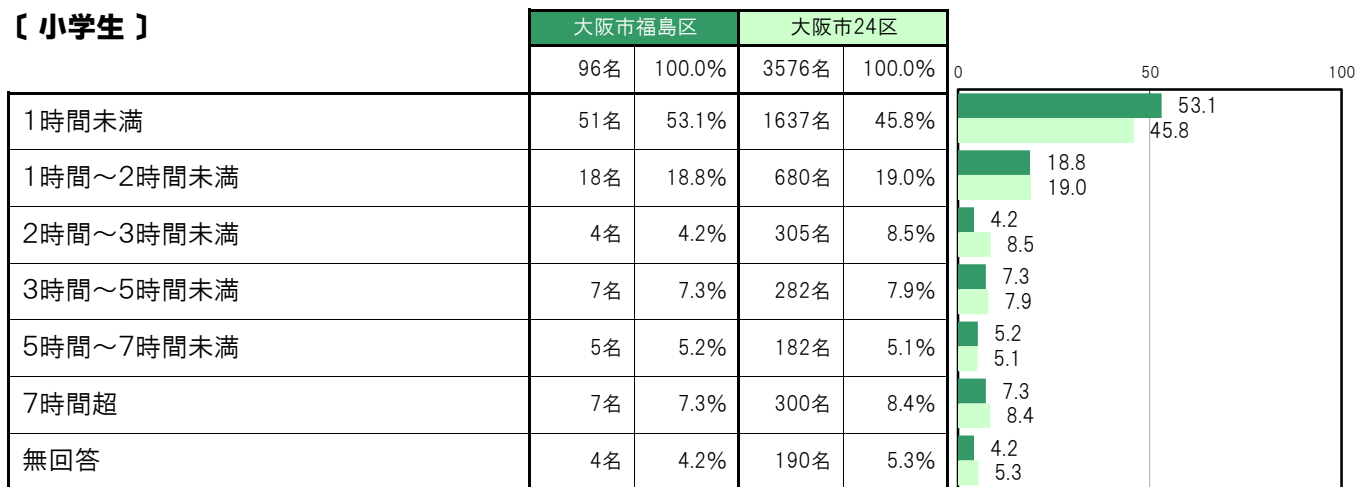 〔 小学生 〕
大阪市福島区 大阪市24区
96名 100.0% 3576名 100.0% 0 50 100
1時間未満 51名 53.1% 1637名 45.8% 53.1
45.8
1時間～2時間未満 18名 18.8% 680名 19.0% 18.8
19.0
2時間～3時間未満 4名 4.2% 305名 8.5% 4.2
8.5
3時間～5時間未満 7名 7.3% 282名 7.9% 7.3
7.9
5時間～7時間未満 5名 5.2% 182名 5.1% 5.2
5.1
7時間超 7名 7.3% 300名 8.4% 7.3
8.4
無回答 4名 4.2% 190名 5.3% 4.2
5.3